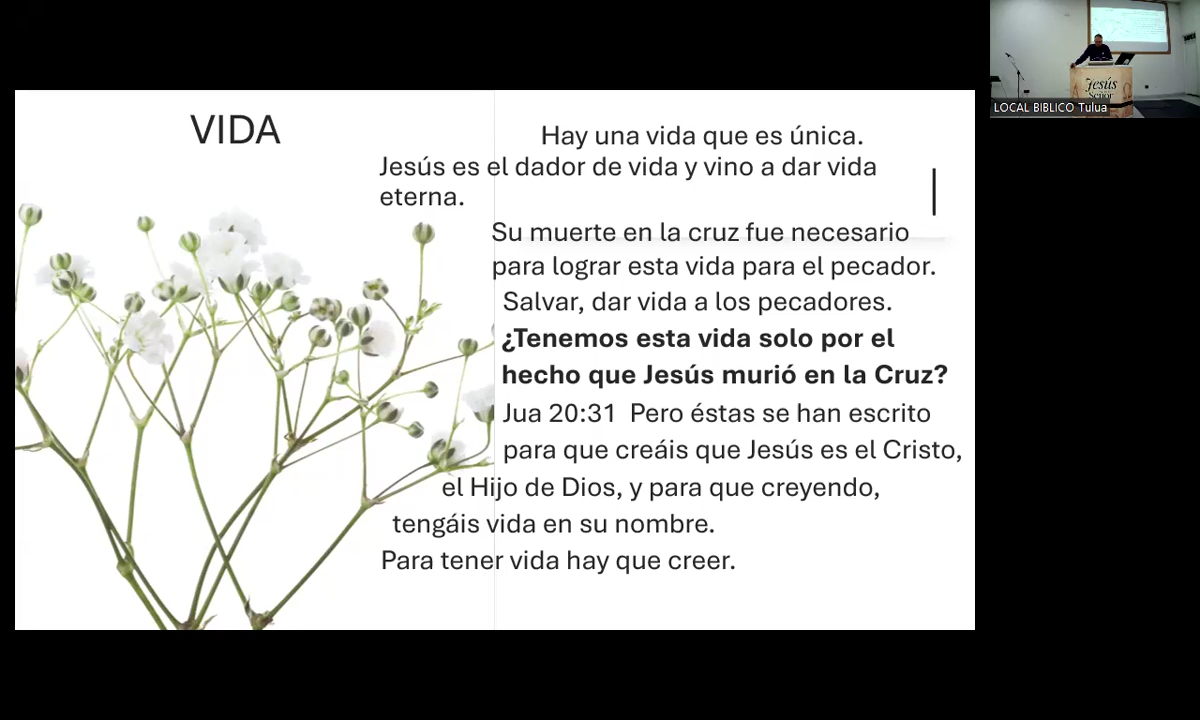 VIDA
Hay una vida que es única.
Jesús es el dador de vida y vino a dar vida
eterna.
Su muerte en la cruz fue necesario
para lograr esta vida para el pecador.
Salvar, dar vida a los pecadores.
¿Tenemos esta vida solo por el
hecho que Jesús murió en la Cruz?
Jua 20:31 Pero éstas se han escrito
para que creáis que Jesús es el Cristo,
el Hijo de Dios, y para que creyendo,
tengáis vida en su nombre.
Para tener vida hay que creer.
Jesús
Señor
LOCAL BIBLICO Tulua